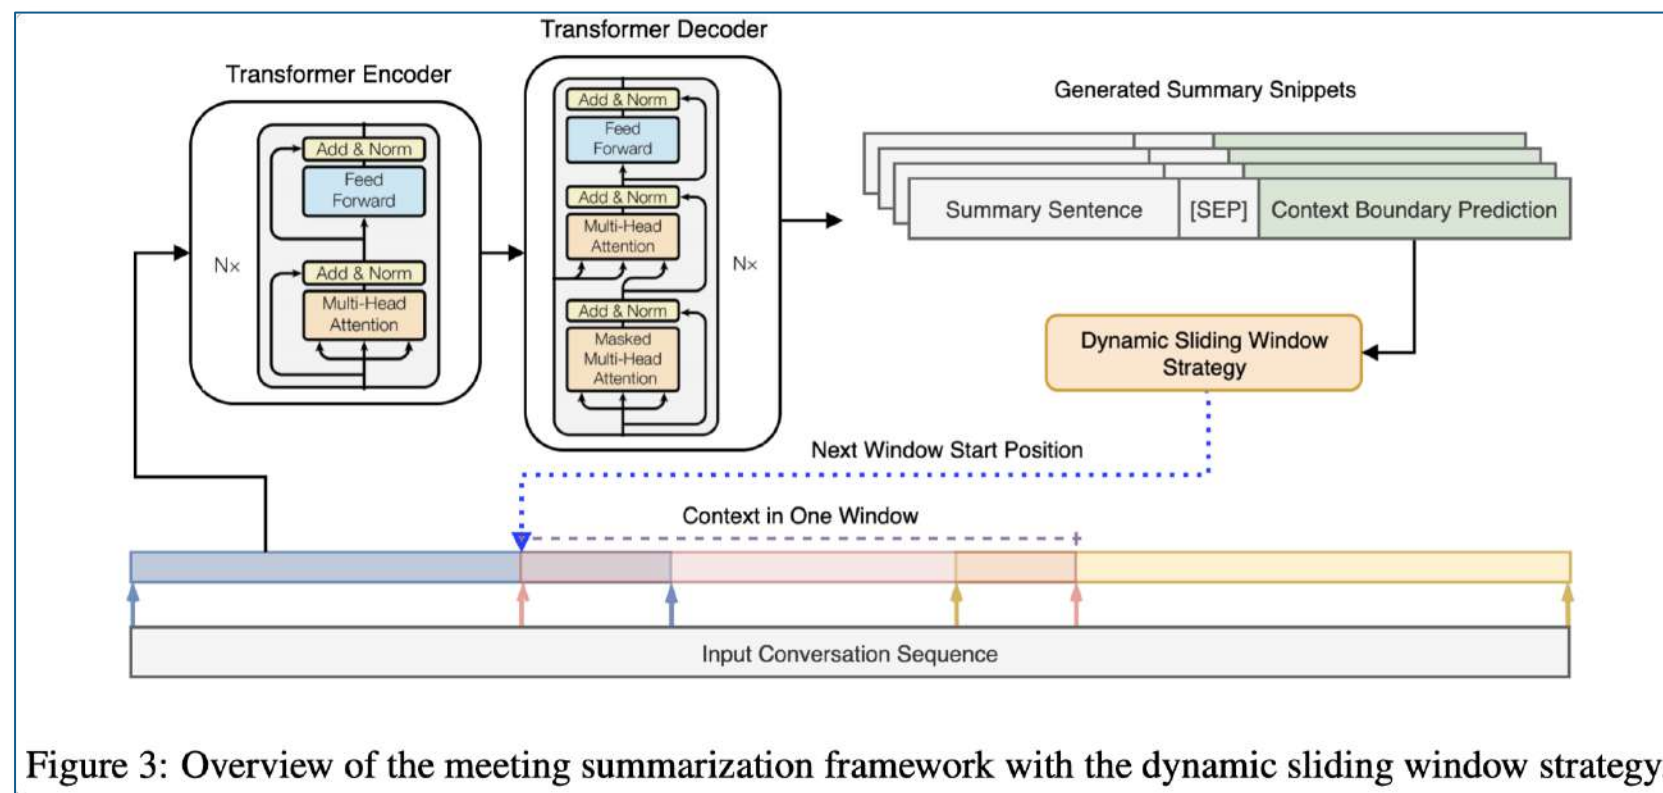 Transformer Decoder
Transformer Encoder
Generated Summary Snippets
Add & Norm
Feed
Forward
Nx
Add & Norm
Multi-Head
Attention
Add & Norm
Feed
Forward
Add & Norm
Multi-Head
Attention
Nx
Add & Norm
Masked
Multi-Head
Attention
Summary Sentence [SEP] Context Boundary Prediction
Dynamic Sliding Window
Strategy
Next Window Start Position
Context in One Window
Input Conversation Sequence
Figure 3: Overview of the meeting summarization framework with the dynamic sliding window strategy.